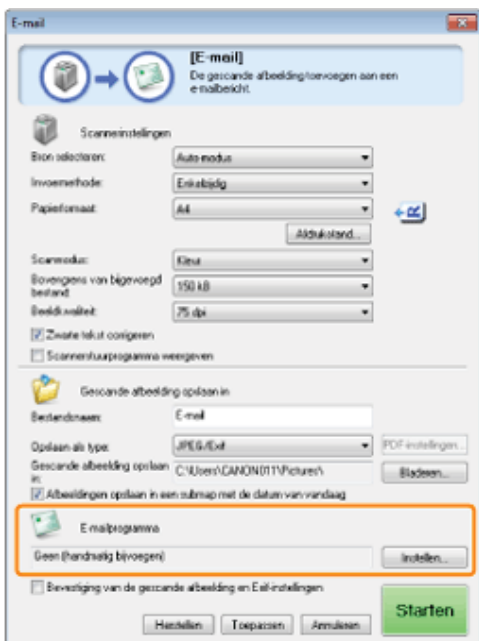 E-mail
[E-mail]
De gescande afbeelding toevoegen aan een
e-mailbericht.
Scannerinstellingen
Bron selecteren: Auto modus
Invoermethode: Enkelzijdig
Papierformaat: A4
Afdrukstand...
Scanmodus: Kleur
Bovengrens van bijgevoegd
bestand: 150 kB
Beeldkwaliteit: 75 dpi
Zwarte tekst corrigeren
Scannerstuurprogramma weergeven
Gescande afbeelding opslaan in
Bestandsnaam: E-mail
Opslaan als type: JPEG/Exif PDF-instellingen...
Gescande afbeelding opslaan
in: C:\Users\CANON011\Pictures\ Bladeren...
Afbeeldingen opslaan in een submap met de datum van vandaag
E-mailprogramma
Geen (handmatig bijvoegen) Instellen...
Bevestiging van de gescande afbeelding en Exif-instellingen
Herstellen Toepassen Annuleren Starten